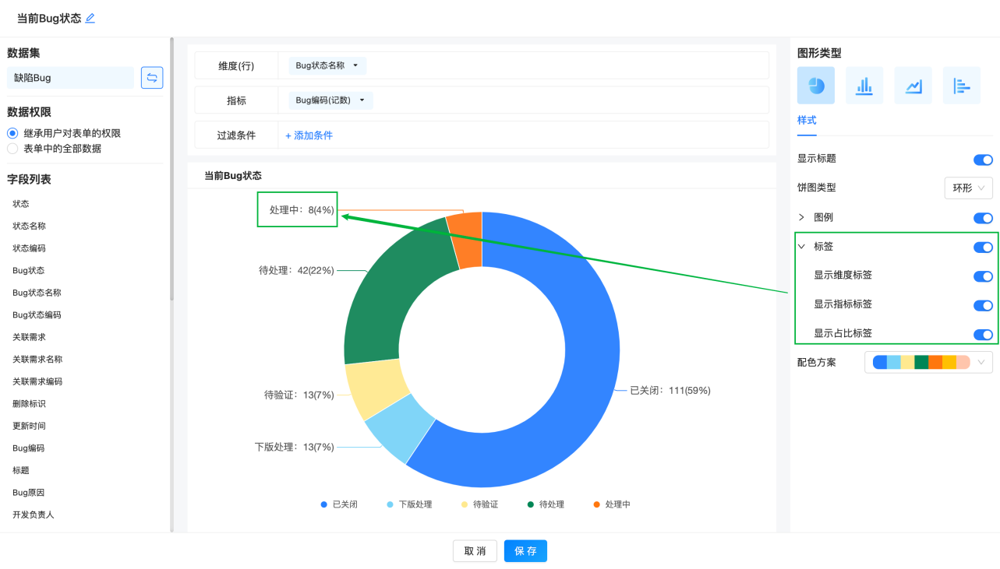 当前Bug状态
数据集
缺陷Bug
数据权限
继承用户对表单的权限
表单中的全部数据
字段列表
状态
状态名称
状态编码
Bug状态
Bug状态名称
Bug状态编码
关联需求
关联需求名称
关联需求编码
删除标识
更新时间
Bug编码
标题
Bug原因
开发负责人
维度(行)
Bug状态名称
指标
Bug编码(记数)
过滤条件
+ 添加条件
当前Bug状态
处理中: 8(4%)
待处理: 42(22%)
待验证: 13(7%)
下版处理: 13(7%)
已关闭: 111(59%)
已关闭
下版处理
待验证
待处理
处理中
图形类型
样式
显示标题
饼图类型
环形
图例
标签
显示维度标签
显示指标标签
显示占比标签
配色方案
取 消
保 存